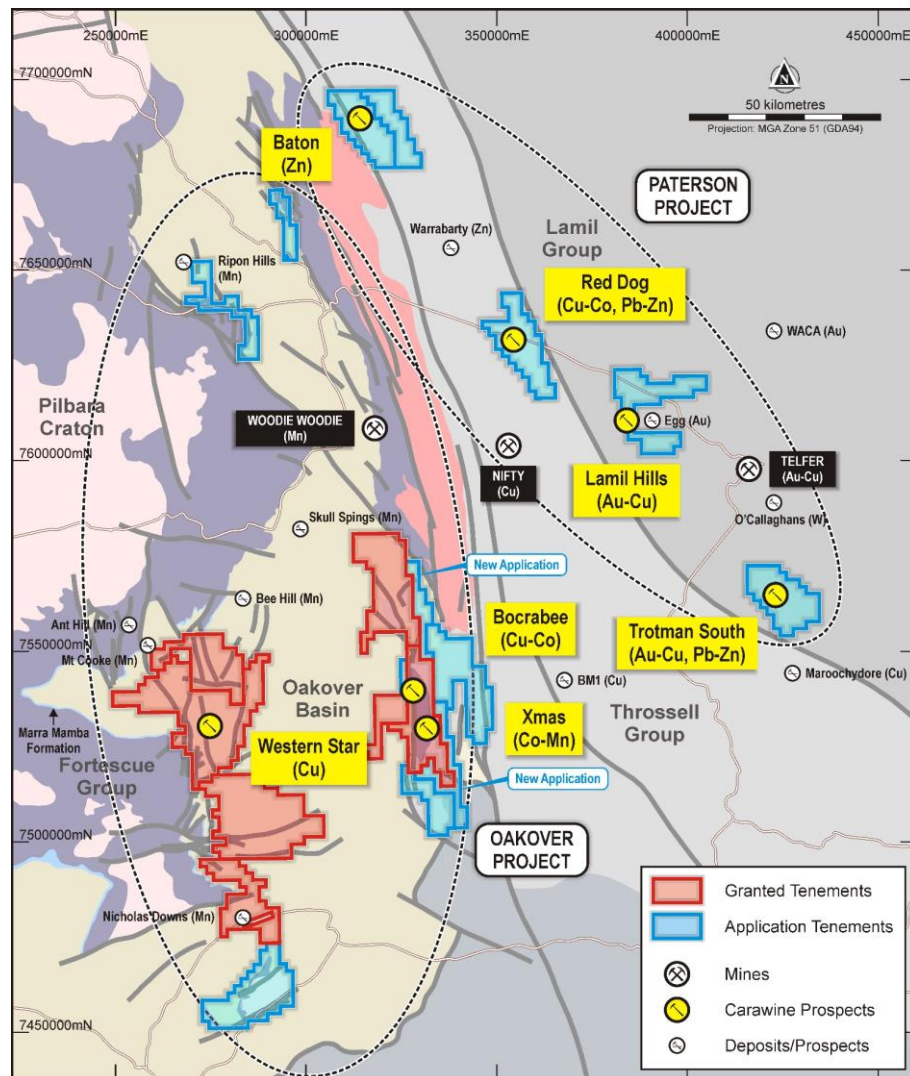 250000mE
300000mE
350000mE
400000mE
450000mE
7700000mN
N
50 kilometres
Projection: MGA Zone 51 (GDA94)
Baton
(Zn)
PATERSON
PROJECT
Warrabarty (Zn)
Lamil
Group
7650000mN
Ripon Hills
(Mn)
Red Dog
(Cu-Co, Pb-Zn)
WACA (Au)
Pilbara
Craton
WOODIE WOODIE
(Mn)
Egg (Au)
7600000mN
NIFTY
(Cu)
Lamil Hills
(Au-Cu)
TELFER
(Au-Cu)
O'Callaghans (W)
Skull Spings (Mn)
New Application
Bee Hill (Mn)
Bocrabee
(Cu-Co)
Trotman South
(Au-Cu, Pb-Zn)
Ant Hill (Mn)
7550000mN
Mt Cooke (Mn)
Oakover
Basin
BM1 (Cu)
Maroochydore (Cu)
Marra Mamba
Formation
Xmas
(Co-Mn)
Throssell
Group
Western Star
(Cu)
Fortescue
Group
New Application
7500000mN
OAKOVER
PROJECT
Nicholas Downs (Mn)
7450000mN
Granted Tenements
Application Tenements
Mines
Carawine Prospects
Deposits/Prospects